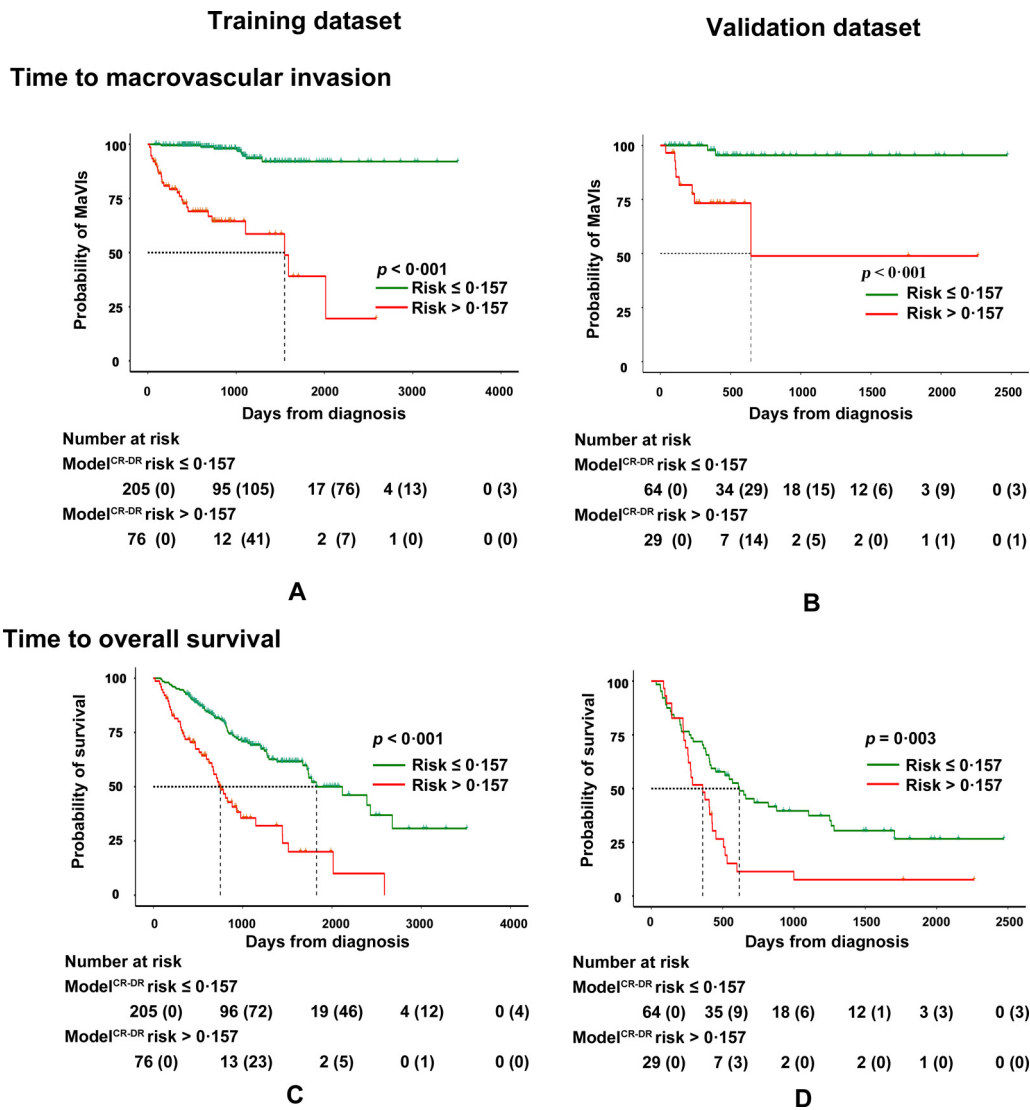 Training dataset
Validation dataset
Time to macrovascular invasion
Probability of MaVIs
100
75
50
25
0
p < 0·001
Risk ≤ 0·157
Risk > 0·157
0 1000 2000 3000 4000
Days from diagnosis
Number at risk
Model^CR-DR risk ≤ 0·157
205 (0) 95 (105) 17 (76) 4 (13) 0 (3)
Model^CR-DR risk > 0·157
76 (0) 12 (41) 2 (7) 1 (0) 0 (0)
A
Probability of MaVIs
100
75
50
25
0
p < 0·001
Risk ≤ 0·157
Risk > 0·157
0 500 1000 1500 2000 2500
Days from diagnosis
Number at risk
Model^CR-DR risk ≤ 0·157
64 (0) 34 (29) 18 (15) 12 (6) 3 (9) 0 (3)
Model^CR-DR risk > 0·157
29 (0) 7 (14) 2 (5) 2 (0) 1 (1) 0 (1)
B
Time to overall survival
Probability of survival
100
75
50
25
0
p < 0·001
Risk ≤ 0·157
Risk > 0·157
0 1000 2000 3000 4000
Days from diagnosis
Number at risk
Model^CR-DR risk ≤ 0·157
205 (0) 96 (72) 19 (46) 4 (12) 0 (4)
Model^CR-DR risk > 0·157
76 (0) 13 (23) 2 (5) 0 (1) 0 (0)
C
Probability of survival
100
75
50
25
0
p = 0·003
Risk ≤ 0·157
Risk > 0·157
0 500 1000 1500 2000 2500
Days from diagnosis
Number at risk
Model^CR-DR risk ≤ 0·157
64 (0) 35 (9) 18 (6) 12 (1) 3 (3) 0 (3)
Model^CR-DR risk > 0·157
29 (0) 7 (3) 2 (0) 2 (0) 1 (0) 0 (0)
D